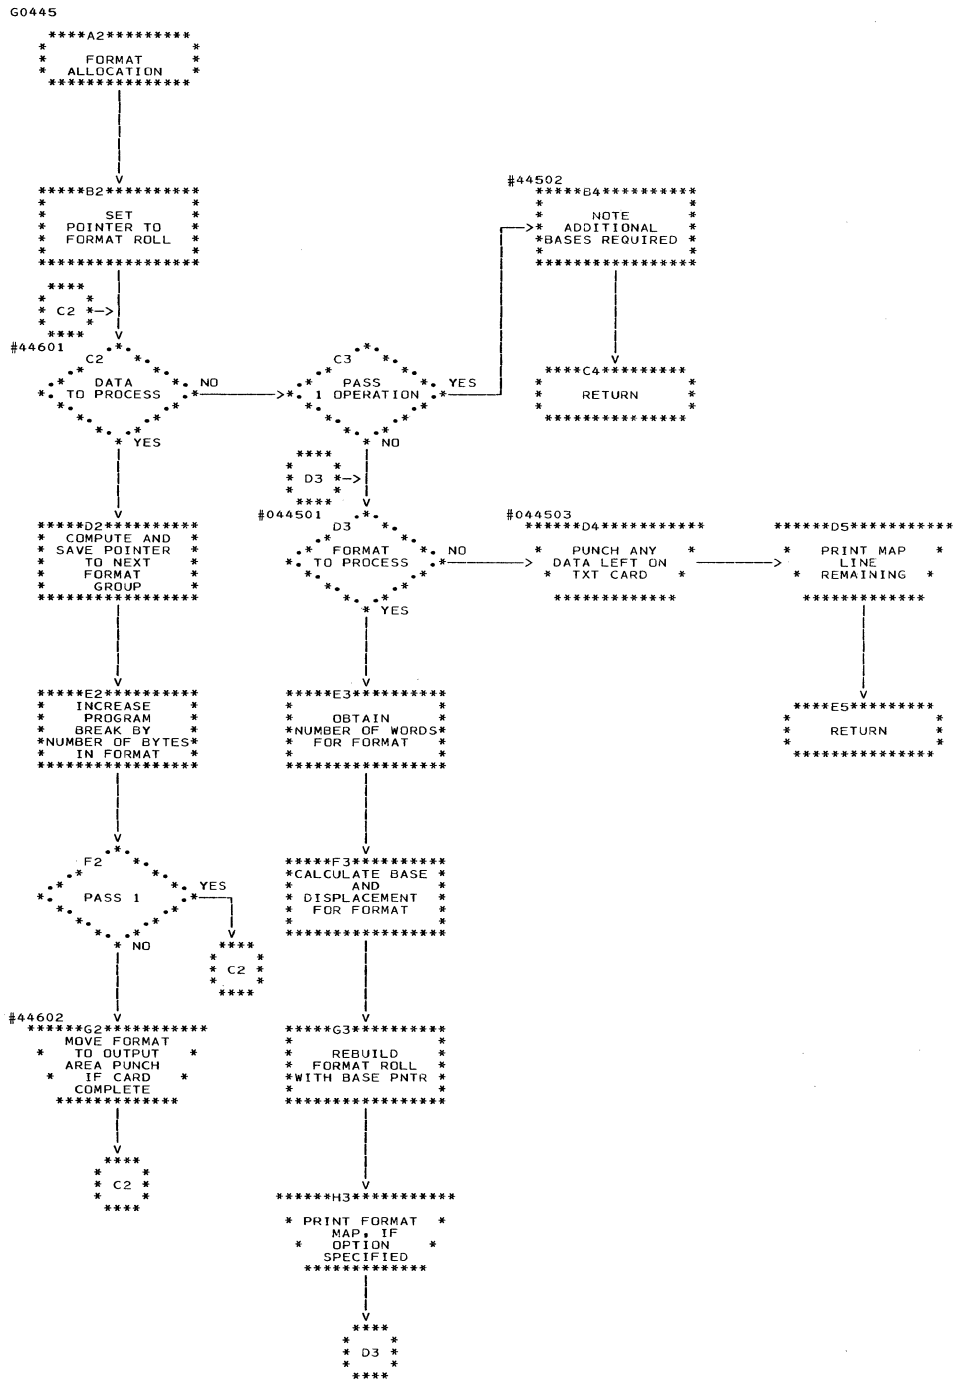 G0445
A2
FORMAT
ALLOCATION
B2
SET
POINTER TO
FORMAT ROLL
#44502
B4
NOTE
ADDITIONAL
BASES REQUIRED
C2
#44601
C2
DATA
TO PROCESS
NO
YES
C3
PASS
1 OPERATION
YES
NO
C4
RETURN
D3
D2
COMPUTE AND
SAVE POINTER
TO NEXT
FORMAT
GROUP
#044501
D3
FORMAT
TO PROCESS
NO
YES
#044503
D4
PUNCH ANY
DATA LEFT ON
TXT CARD
D5
PRINT MAP
LINE
REMAINING
E2
INCREASE
PROGRAM
BREAK BY
NUMBER OF BYTES
IN FORMAT
E3
OBTAIN
NUMBER OF WORDS
FOR FORMAT
E5
RETURN
F2
PASS 1
YES
NO
C2
F3
CALCULATE BASE
AND
DISPLACEMENT
FOR FORMAT
#44602
G2
MOVE FORMAT
TO OUTPUT
AREA PUNCH
IF CARD
COMPLETE
G3
REBUILD
FORMAT ROLL
WITH BASE PNTR
C2
H3
PRINT FORMAT
MAP, IF
OPTION
SPECIFIED
D3